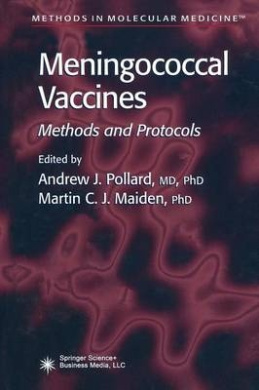 METHODS IN MOLECULAR MEDICINE™
Meningococcal
Vaccines
Methods and Protocols
Edited by
Andrew J. Pollard, MD, PhD
Martin C. J. Maiden, PhD
Springer Science+
Business Media, LLC